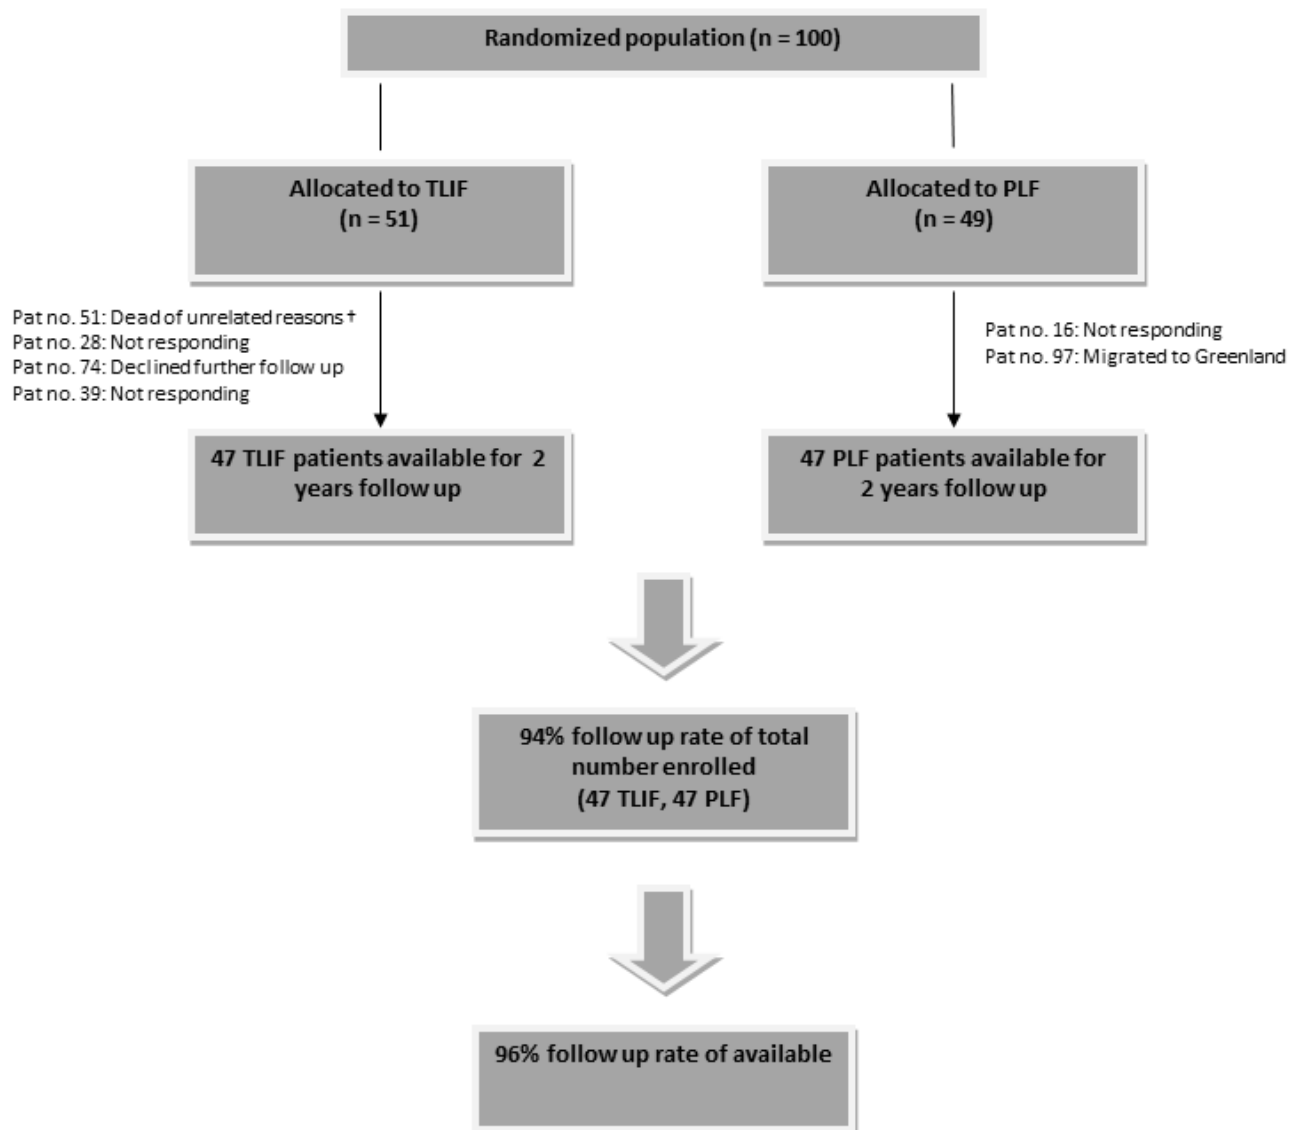 Randomized population (n = 100)
Allocated to TLIF
(n = 51)
Allocated to PLF
(n = 49)
Pat no. 51: Dead of unrelated reasons †
Pat no. 28: Not responding
Pat no. 74: Declined further follow up
Pat no. 39: Not responding
Pat no. 16: Not responding
Pat no. 97: Migrated to Greenland
47 TLIF patients available for 2
years follow up
47 PLF patients available for
2 years follow up
94% follow up rate of total
number enrolled
(47 TLIF, 47 PLF)
96% follow up rate of available